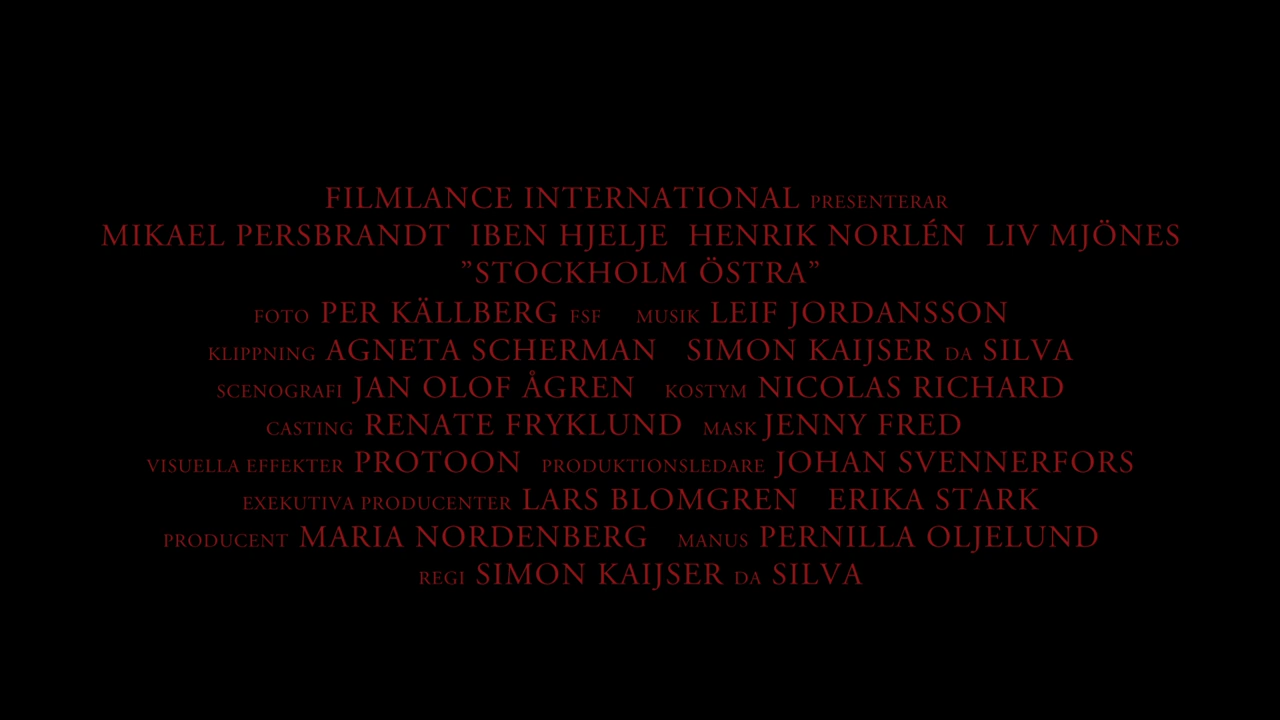 FILMLANCE INTERNATIONAL PRESENTERAR
MIKAEL PERSBRANDT IBEN HJELJE HENRIK NORLÉN LIV MJÖNES
”STOCKHOLM ÖSTRA”
FOTO PER KÄLLBERG FSF MUSIK LEIF JORDANSSON
KLIPPNING AGNETA SCHERMAN SIMON KAIJSER DA SILVA
SCENOGRAFI JAN OLOF ÅGREN KOSTYM NICOLAS RICHARD
CASTING RENATE FRYKLUND MASK JENNY FRED
VISUELLA EFFEKTER PROTOON PRODUKTIONSLEDARE JOHAN SVENNERFORS
EXEKUTIVA PRODUCENTER LARS BLOMGREN ERIKA STARK
PRODUCENT MARIA NORDENBERG MANUS PERNILLA OLJELUND
REGI SIMON KAIJSER DA SILVA